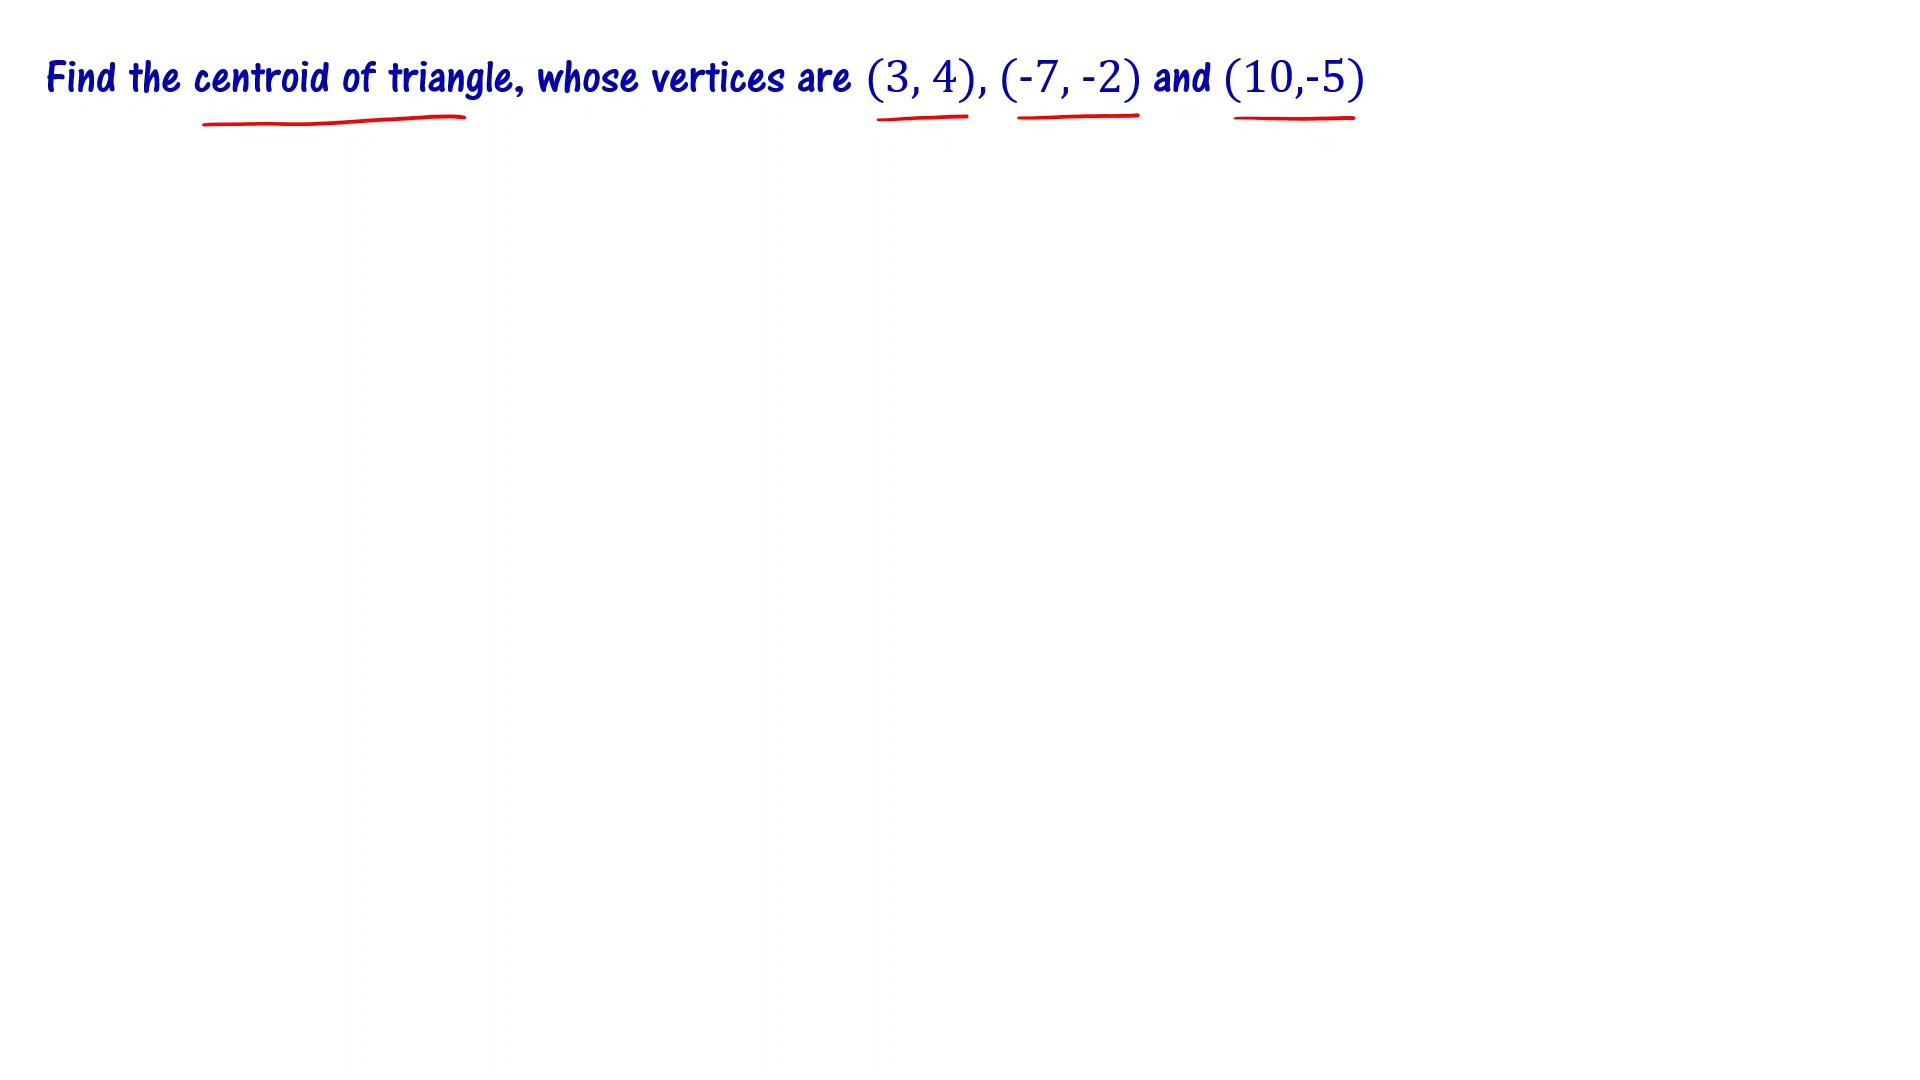 Find the centroid of triangle, whose vertices are (3, 4), (-7, -2) and (10,-5)